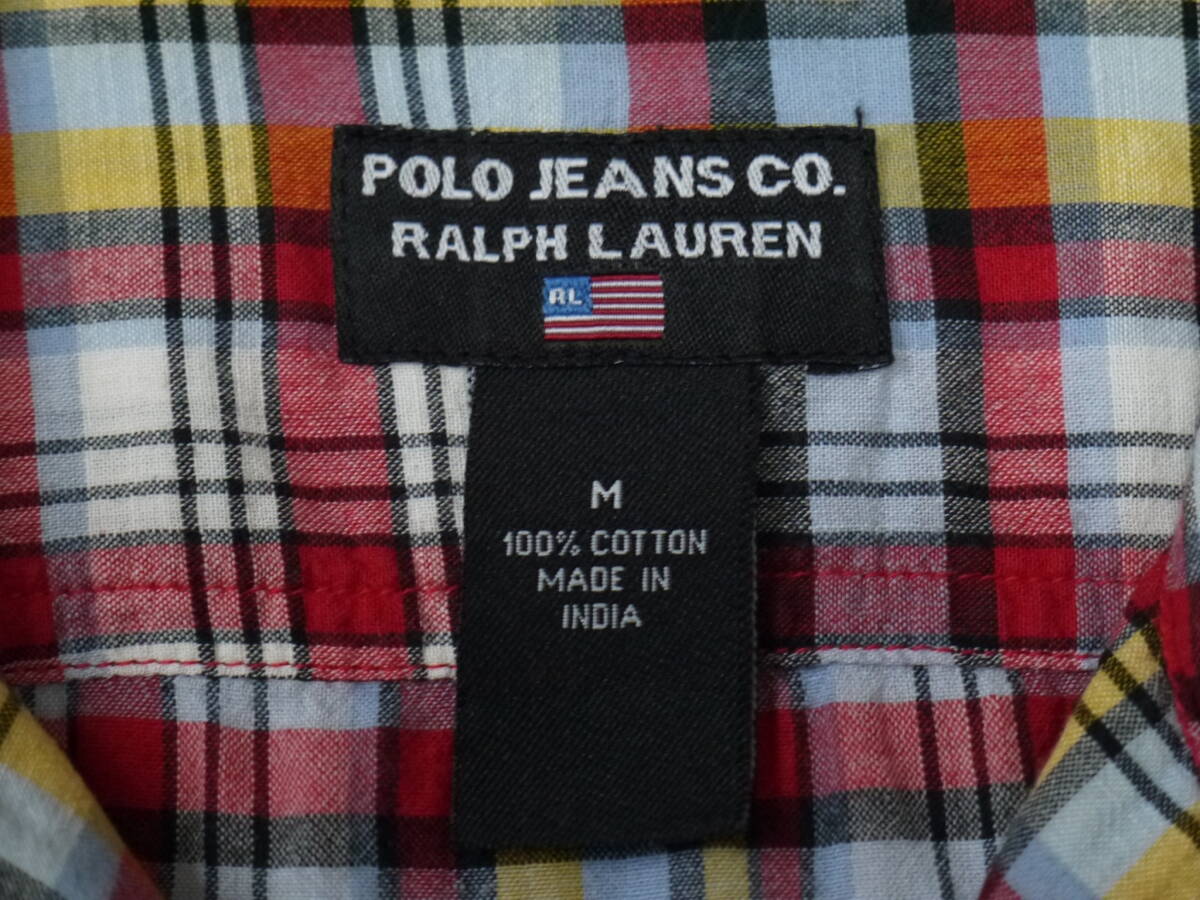 POLO JEANS CO.
RALPH LAUREN
RL
M
100% COTTON
MADE IN
INDIA